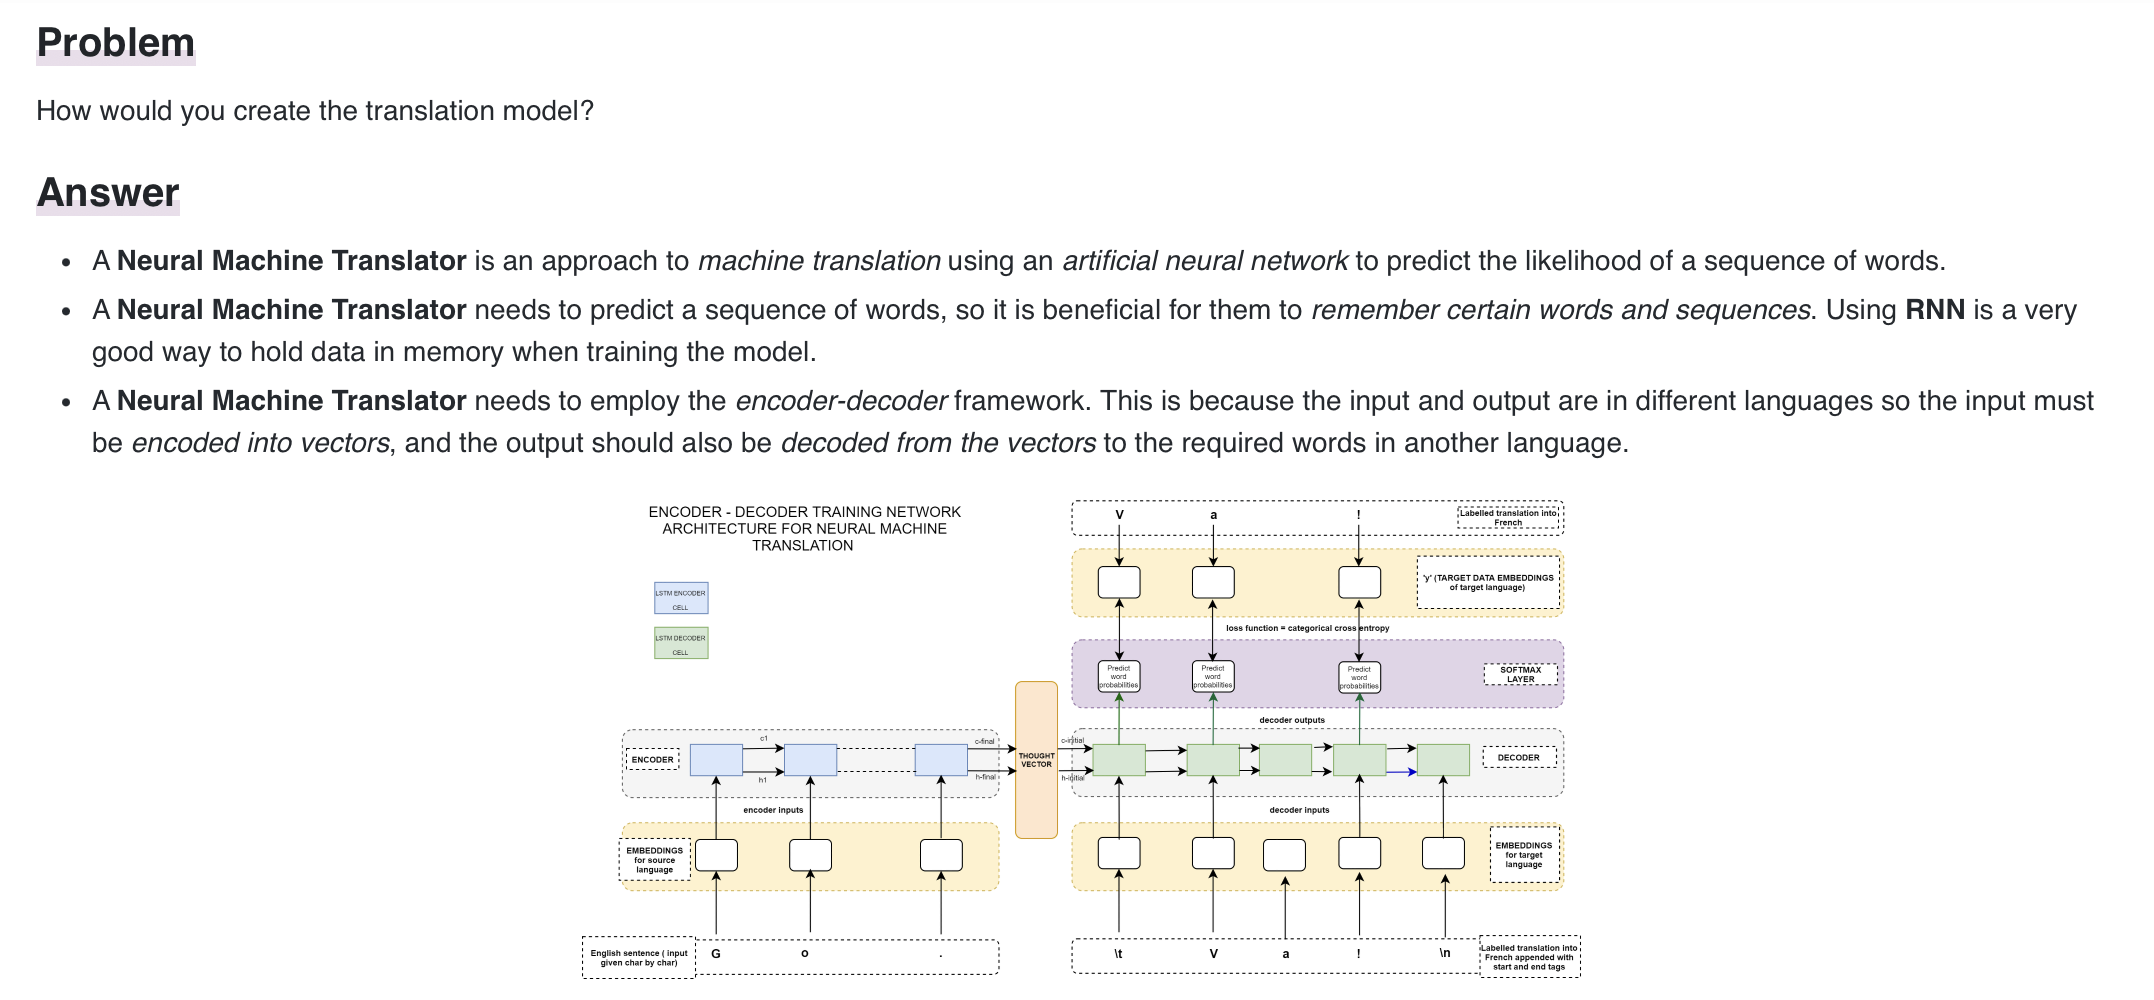 Problem
How would you create the translation model?
Answer
A Neural Machine Translator is an approach to machine translation using an artificial neural network to predict the likelihood of a sequence of words.
A Neural Machine Translator needs to predict a sequence of words, so it is beneficial for them to remember certain words and sequences. Using RNN is a very
good way to hold data in memory when training the model.
A Neural Machine Translator needs to employ the encoder-decoder framework. This is because the input and output are in different languages so the input must
be encoded into vectors, and the output should also be decoded from the vectors to the required words in another language.
ENCODER - DECODER TRAINING NETWORK
ARCHITECTURE FOR NEURAL MACHINE
TRANSLATION
LSTM ENCODER
CELL
LSTM DECODER
CELL
V a !
Labelled translation into
French
'y' (TARGET DATA EMBEDDINGS
of target language)
loss function = categorical cross entropy
Predict
word
probabilities
Predict
word
probabilities
Predict
word
probabilities
SOFTMAX
LAYER
decoder outputs
ENCODER
c1
h1
c-final
h-final
THOUGHT
VECTOR
c-initial
h-initial
DECODER
encoder inputs
decoder inputs
EMBEDDINGS
for source
language
EMBEDDINGS
for target
language
English sentence ( input
given char by char)
G o .
\t V a ! \n
Labelled translation into
French appended with
start and end tags